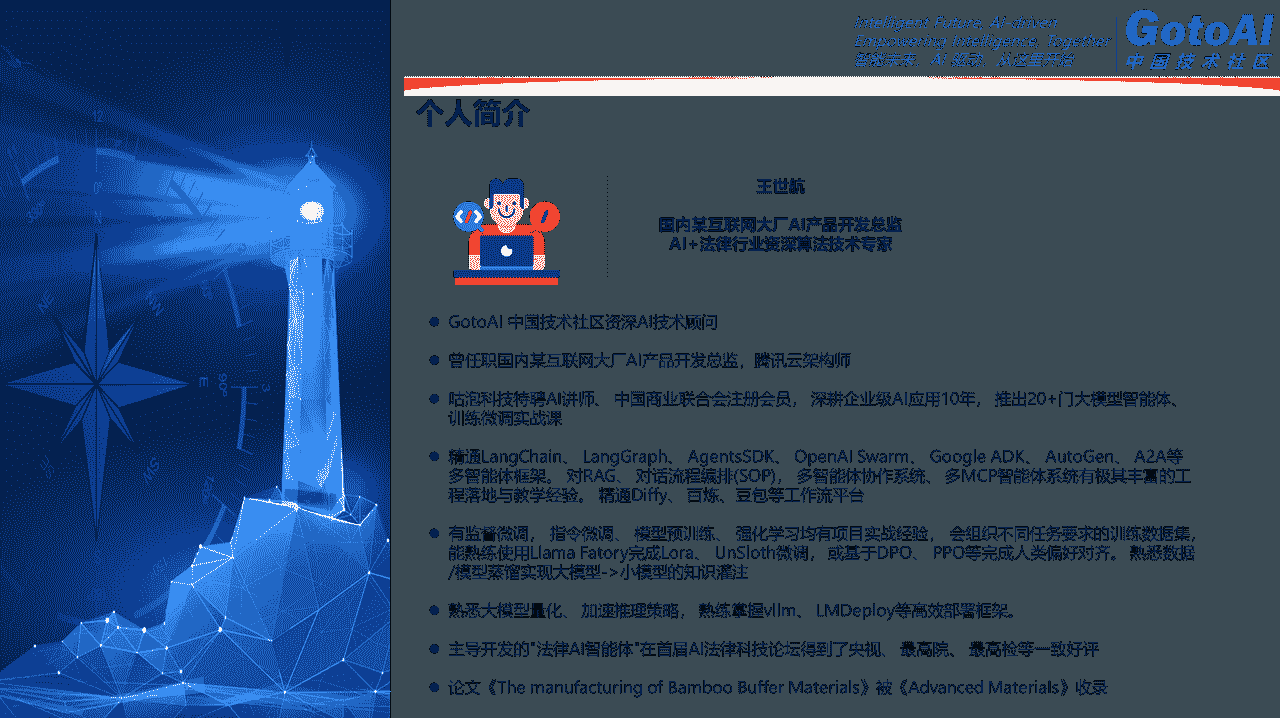 Intelligent Future, AI-driven
Empowering Intelligence, Together
GotoAI
中国技术社区
个人简介
王世航
国内某互联网大厂AI产品开发总监
AI+法律行业资深算法技术专家
GotoAI 中国技术社区资深AI技术顾问
曾任职国内某互联网大厂AI产品开发总监，腾讯云架构师
咕泡科技特聘AI讲师、 中国商业联合会注册会员， 深耕企业级AI应用10年， 推出20+门大模型智能体、
训练微调实战课
精通LangChain、 LangGraph、 AgentsSDK、 OpenAI Swarm、 Google ADK、 AutoGen、 A2A等
多智能体框架。 对RAG、 对话流程编排(SOP)， 多智能体协作系统、 多MCP智能体系统有极其丰富的工
程落地与教学经验。 精通Diffy、 百炼、豆包等工作流平台
有监督微调， 指令微调、 模型预训练、 强化学习均有项目实战经验， 会组织不同任务要求的训练数据集，
能熟练使用Llama Fatory完成Lora、 UnSloth微调， 或基于DPO、 PPO等完成人类偏好对齐。 熟悉数据
/模型蒸馏实现大模型->小模型的知识灌注
熟悉大模型量化、 加速推理策略， 熟练掌握vllm、 LMDeploy等高效部署框架。
主导开发的"法律AI智能体"在首届AI法律科技论坛得到了央视、 最高院、 最高检等一致好评
论文《The manufacturing of Bamboo Buffer Materials》被《Advanced Materials》收录